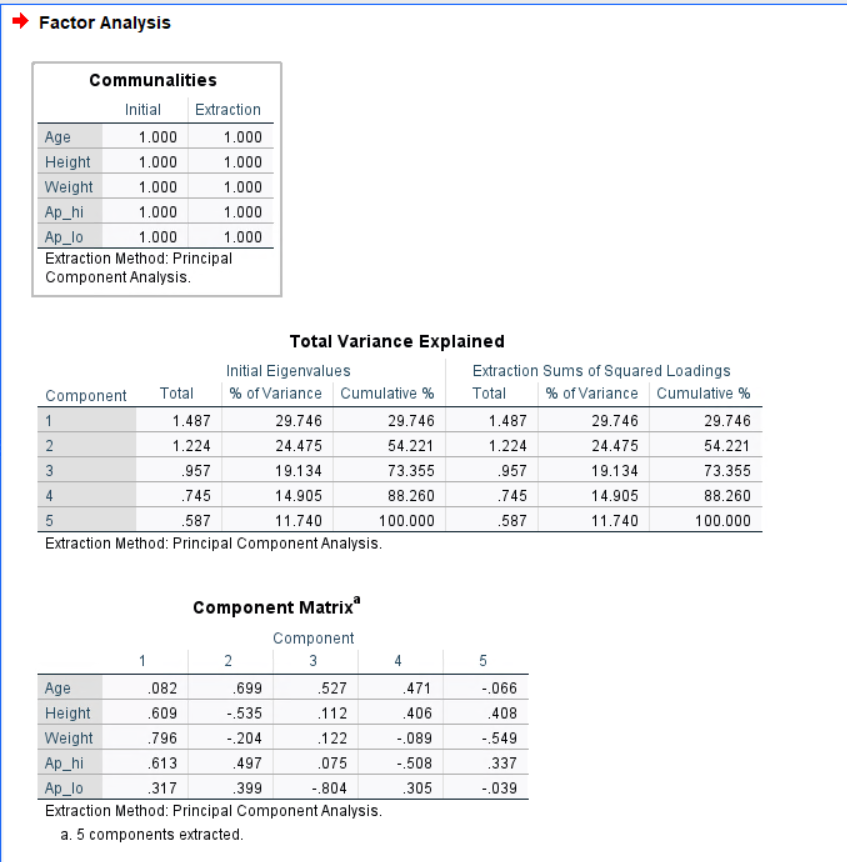 Factor Analysis
Communalities
Initial Extraction
Age 1.000 1.000
Height 1.000 1.000
Weight 1.000 1.000
Ap_hi 1.000 1.000
Ap_lo 1.000 1.000
Extraction Method: Principal
Component Analysis.
Total Variance Explained
Initial Eigenvalues Extraction Sums of Squared Loadings
Component Total % of Variance Cumulative % Total % of Variance Cumulative %
1 1.487 29.746 29.746 1.487 29.746 29.746
2 1.224 24.475 54.221 1.224 24.475 54.221
3 .957 19.134 73.355 .957 19.134 73.355
4 .745 14.905 88.260 .745 14.905 88.260
5 .587 11.740 100.000 .587 11.740 100.000
Extraction Method: Principal Component Analysis.
Component Matrixa
Component
1 2 3 4 5
Age .082 .699 .527 .471 -.066
Height .609 -.535 .112 .406 .408
Weight .796 -.204 .122 -.089 -.549
Ap_hi .613 .497 .075 -.508 .337
Ap_lo .317 .399 -.804 .305 -.039
Extraction Method: Principal Component Analysis.
a. 5 components extracted.